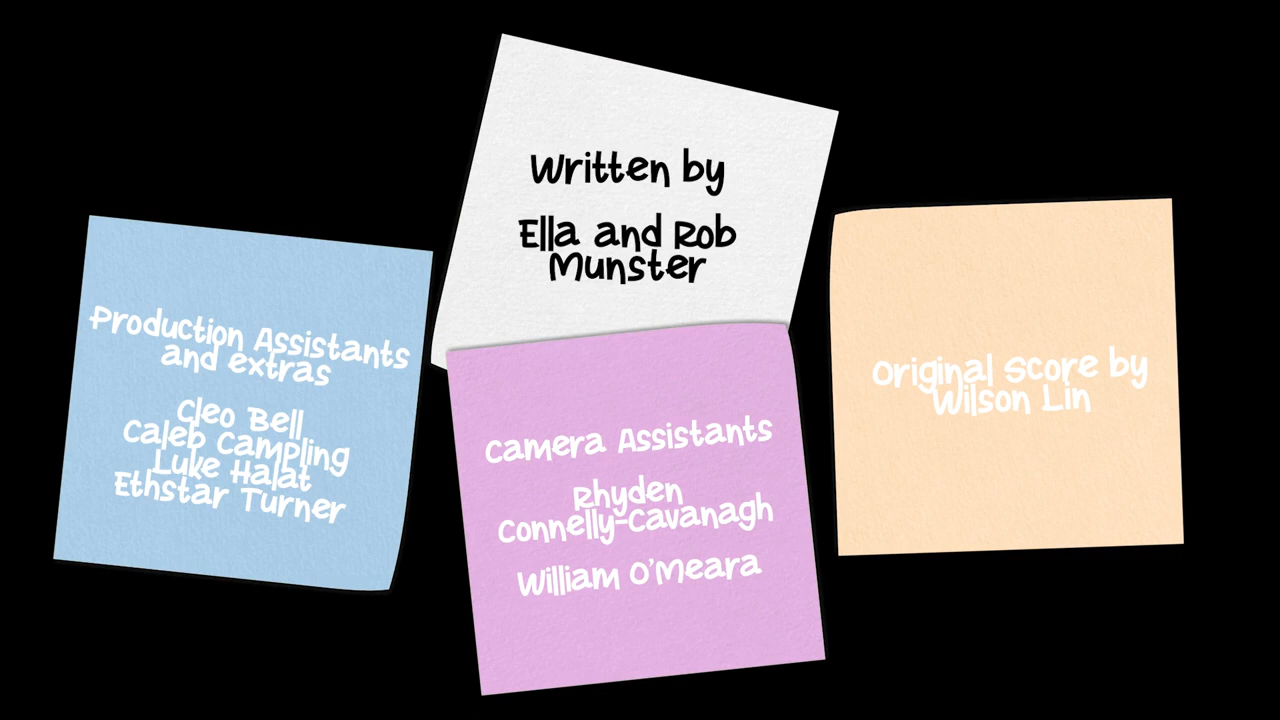 Written by
Ella and Rob
Munster
Production Assistants
and extras
Cleo Bell
Caleb Campling
Luke Halat
Ethstar Turner
Camera Assistants
Rhyden
Connelly-Cavanagh
William O'Meara
Original Score by
Wilson Lin